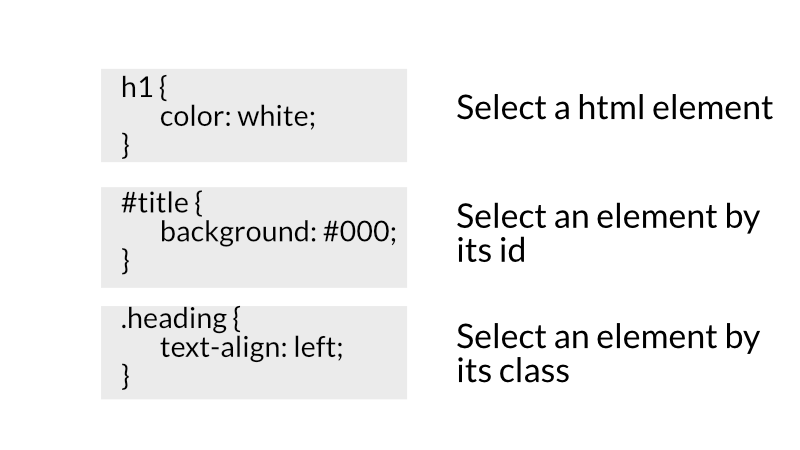 h1 {
color: white;
}
Select a html element
#title {
background: #000;
}
Select an element by
its id
.heading {
text-align: left;
}
Select an element by
its class